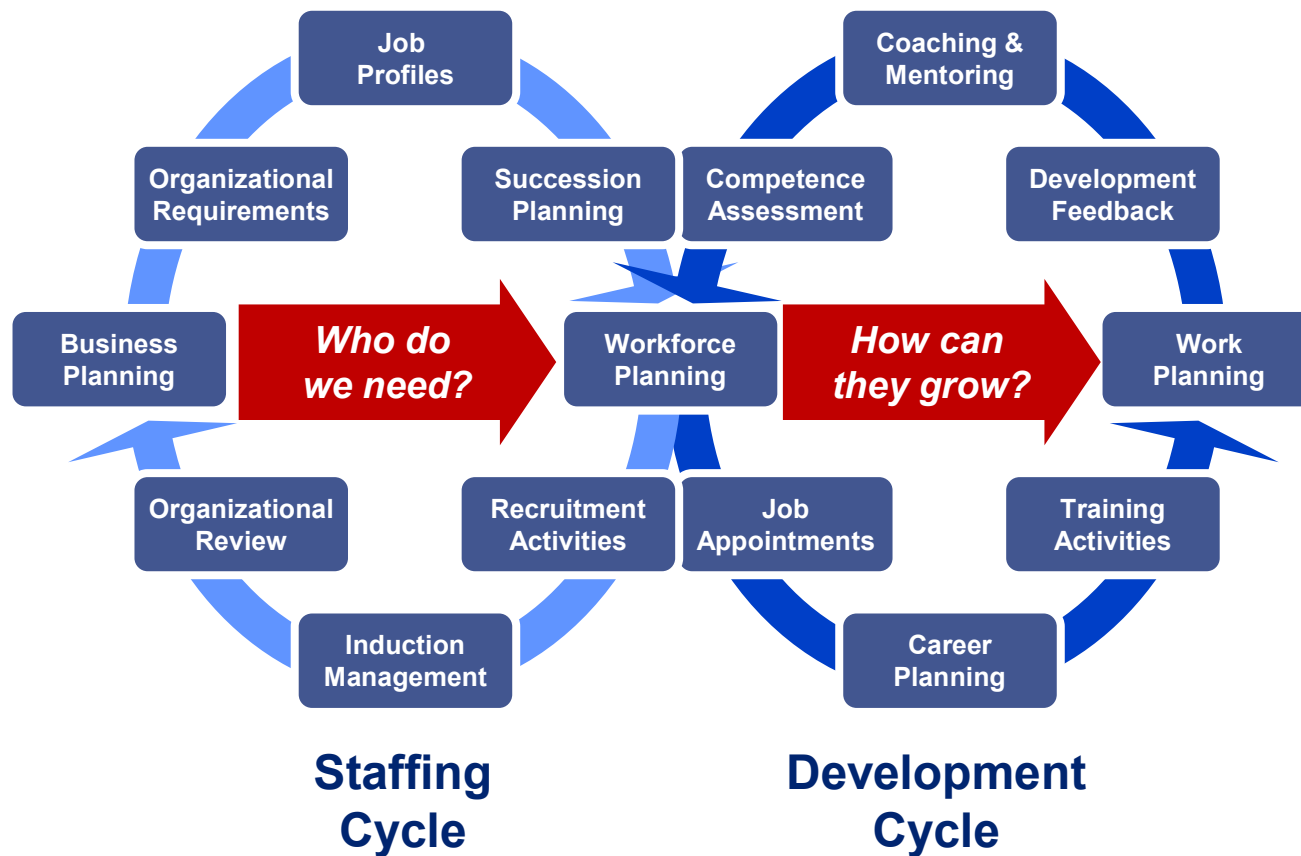 Job
Profiles
Coaching &
Mentoring
Organizational
Requirements
Succession
Planning
Competence
Assessment
Development
Feedback
Business
Planning
Who do
we need?
Workforce
Planning
How can
they grow?
Work
Planning
Organizational
Review
Recruitment
Activities
Job
Appointments
Training
Activities
Induction
Management
Career
Planning
Staffing
Cycle
Development
Cycle